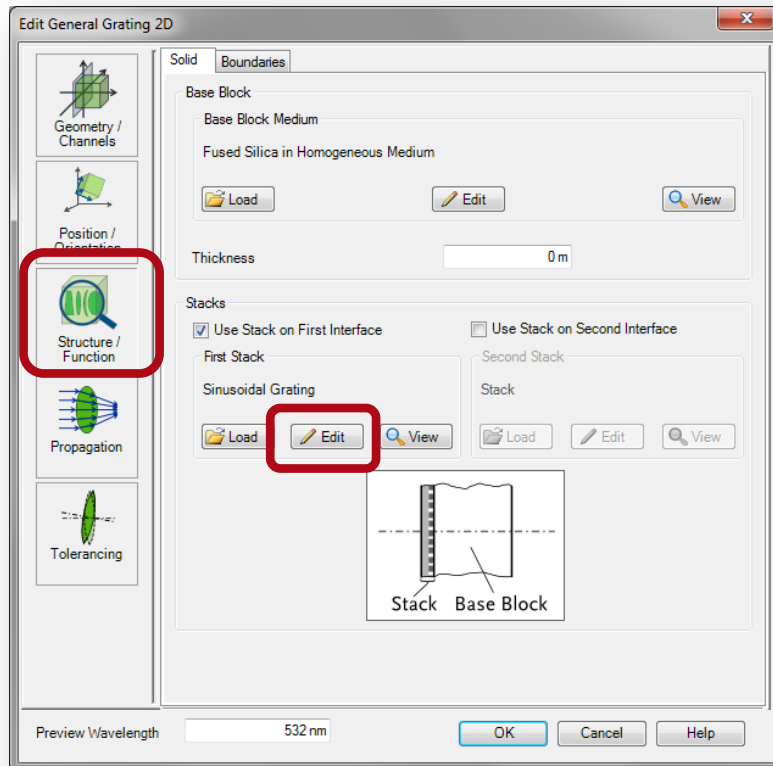 Edit General Grating 2D
Geometry /
Channels
Position /
Orientation
Structure /
Function
Propagation
Tolerancing
Solid Boundaries
Base Block
Base Block Medium
Fused Silica in Homogeneous Medium
Load Edit View
Thickness 0 m
Stacks
Use Stack on First Interface Use Stack on Second Interface
First Stack Second Stack
Sinusoidal Grating Stack
Load Edit View Load Edit View
Stack Base Block
Preview Wavelength 532 nm OK Cancel Help